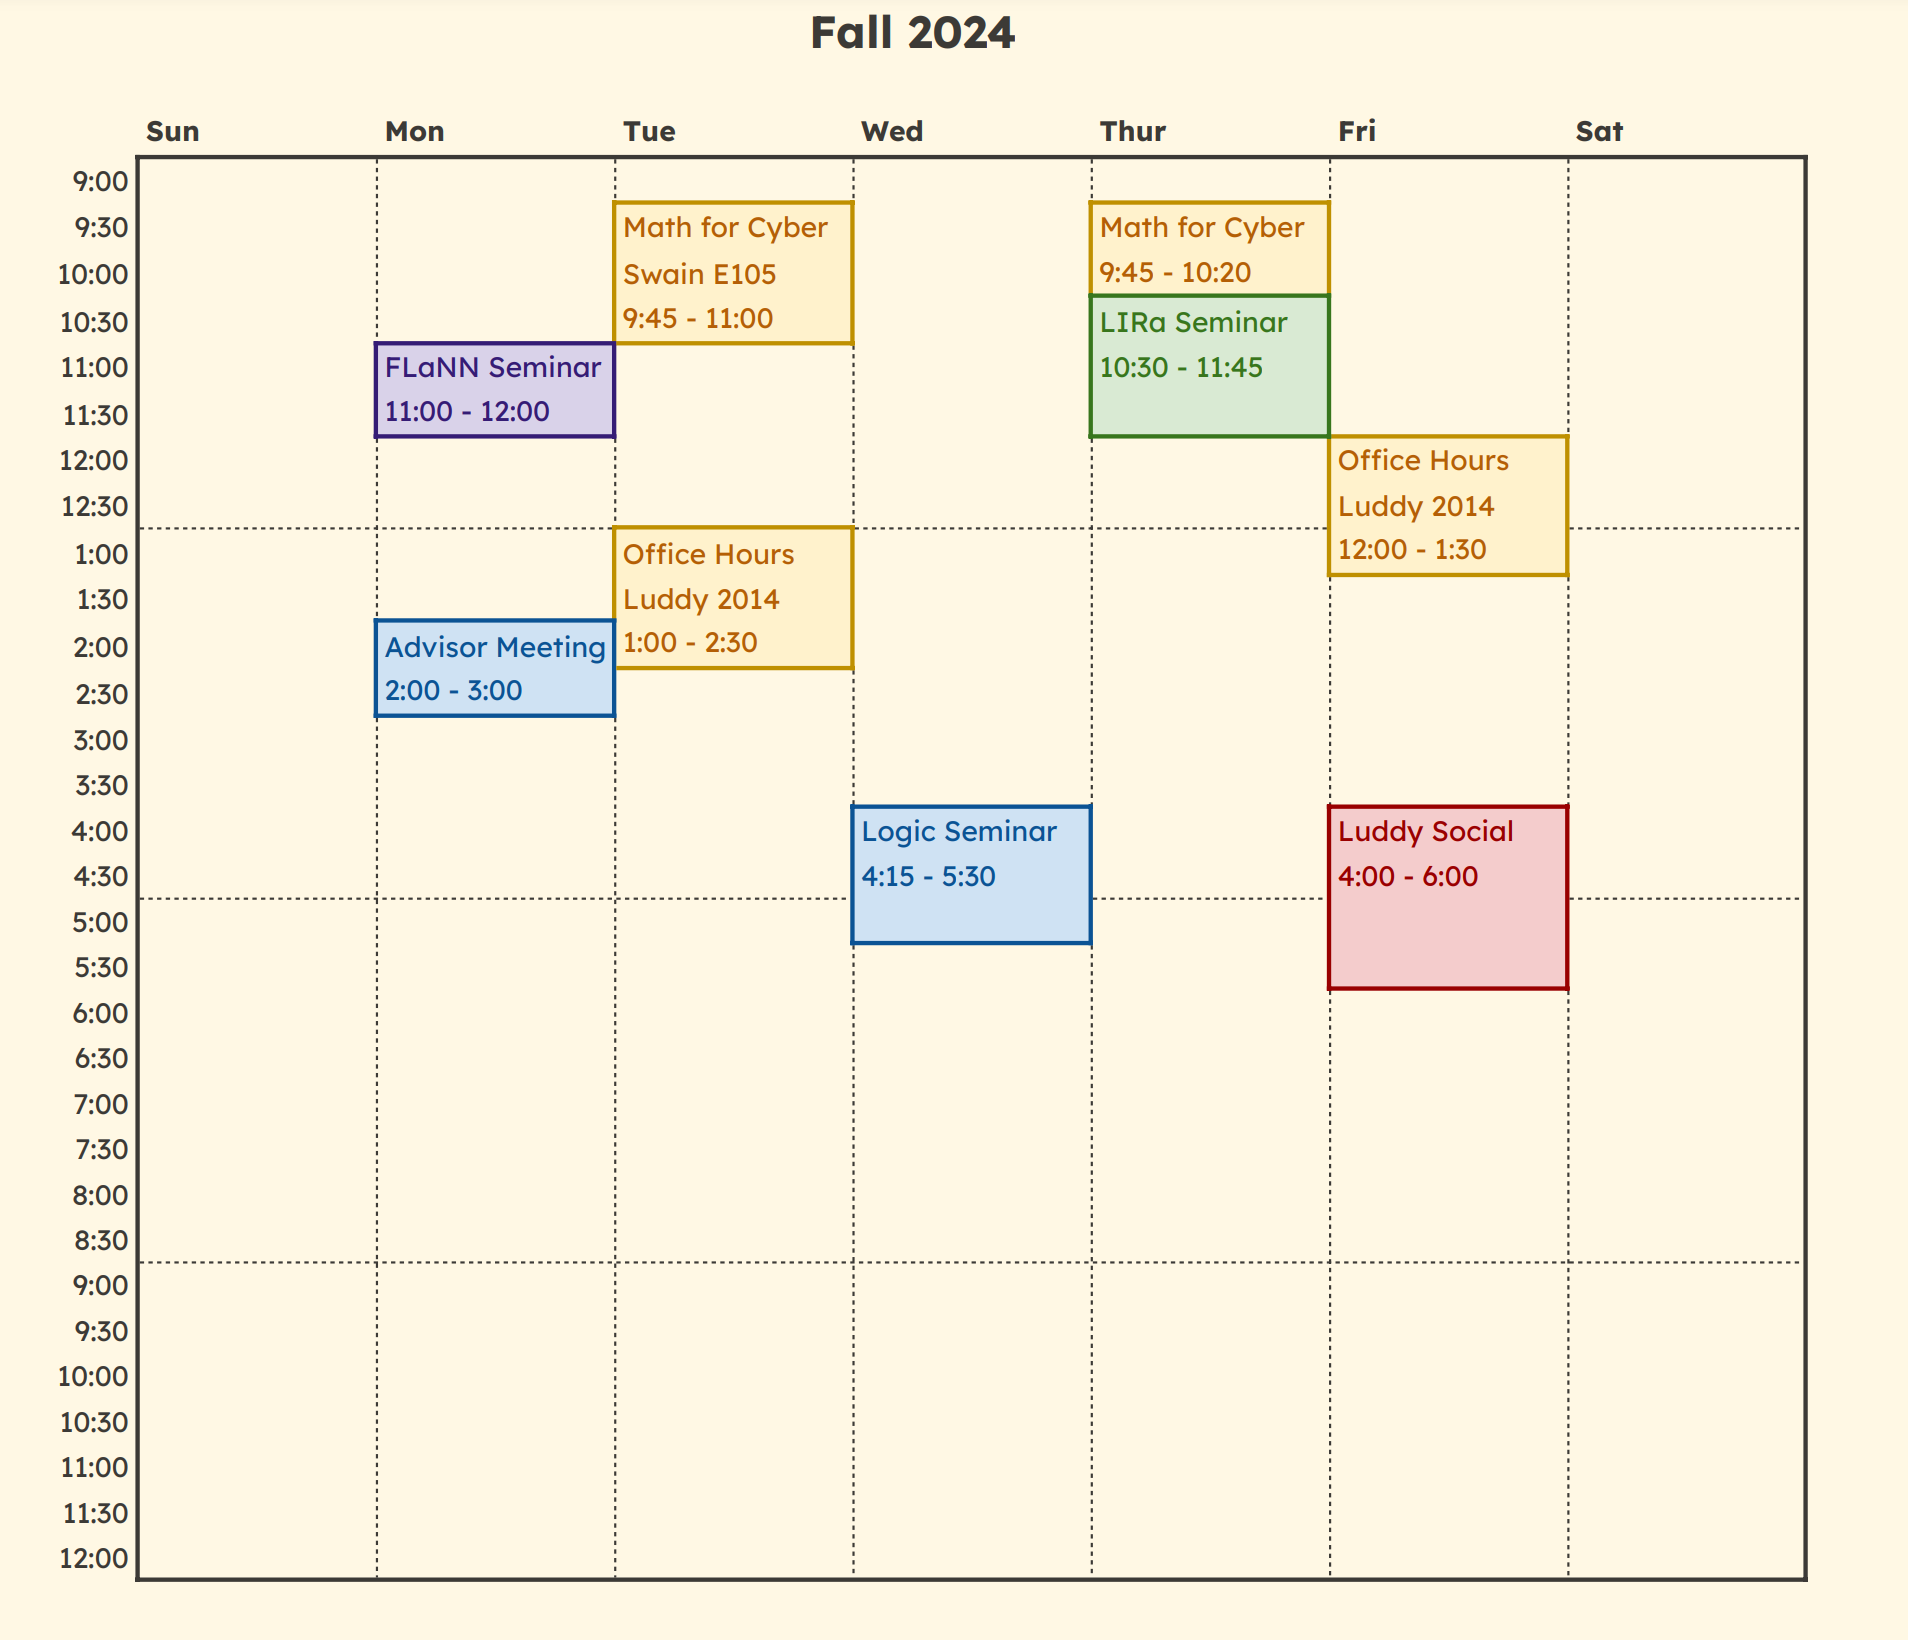 Fall 2024
Sun Mon Tue Wed Thur Fri Sat
9:00
9:30
10:00
10:30
11:00
11:30
12:00
12:30
1:00
1:30
2:00
2:30
3:00
3:30
4:00
4:30
5:00
5:30
6:00
6:30
7:00
7:30
8:00
8:30
9:00
9:30
10:00
10:30
11:00
11:30
12:00
FLaNN Seminar
11:00 - 12:00
Advisor Meeting
2:00 - 3:00
Math for Cyber
Swain E105
9:45 - 11:00
Office Hours
Luddy 2014
1:00 - 2:30
Logic Seminar
4:15 - 5:30
Math for Cyber
9:45 - 10:20
LIRa Seminar
10:30 - 11:45
Office Hours
Luddy 2014
12:00 - 1:30
Luddy Social
4:00 - 6:00